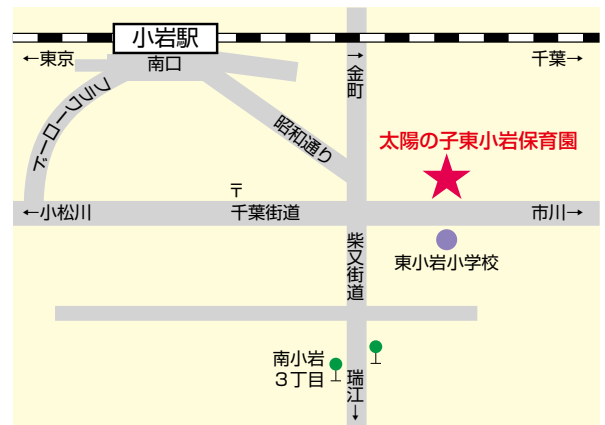 小岩駅
←東京
南口
→
金町
千葉→
フラワーロード
昭和通り
太陽の子東小岩保育園
〒
←小松川
千葉街道
市川→
柴又街道
東小岩小学校
南小岩
3丁目
瑞江→